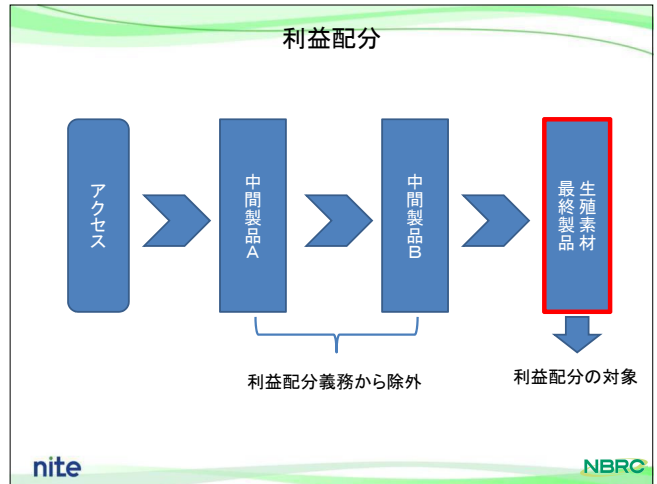 利益配分
アクセス
中間製品A
中間製品B
生殖素材
最終製品
利益配分義務から除外
利益配分の対象
nite
NBRC